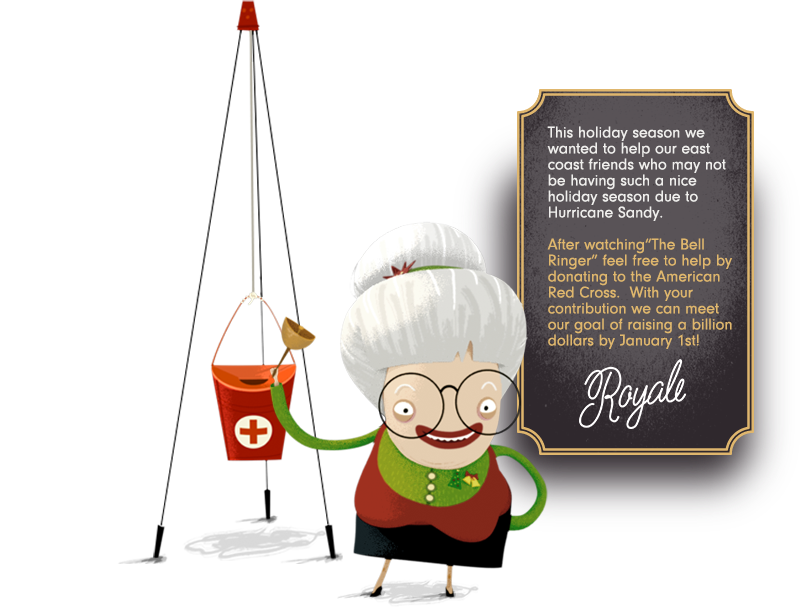 This holiday season we
wanted to help our east
coast friends who may not
be having such a nice
holiday season due to
Hurricane Sandy.
After watching"The Bell
Ringer" feel free to help by
donating to the American
Red Cross. With your
contribution we can meet
our goal of raising a billion
dollars by January 1st!
Royale